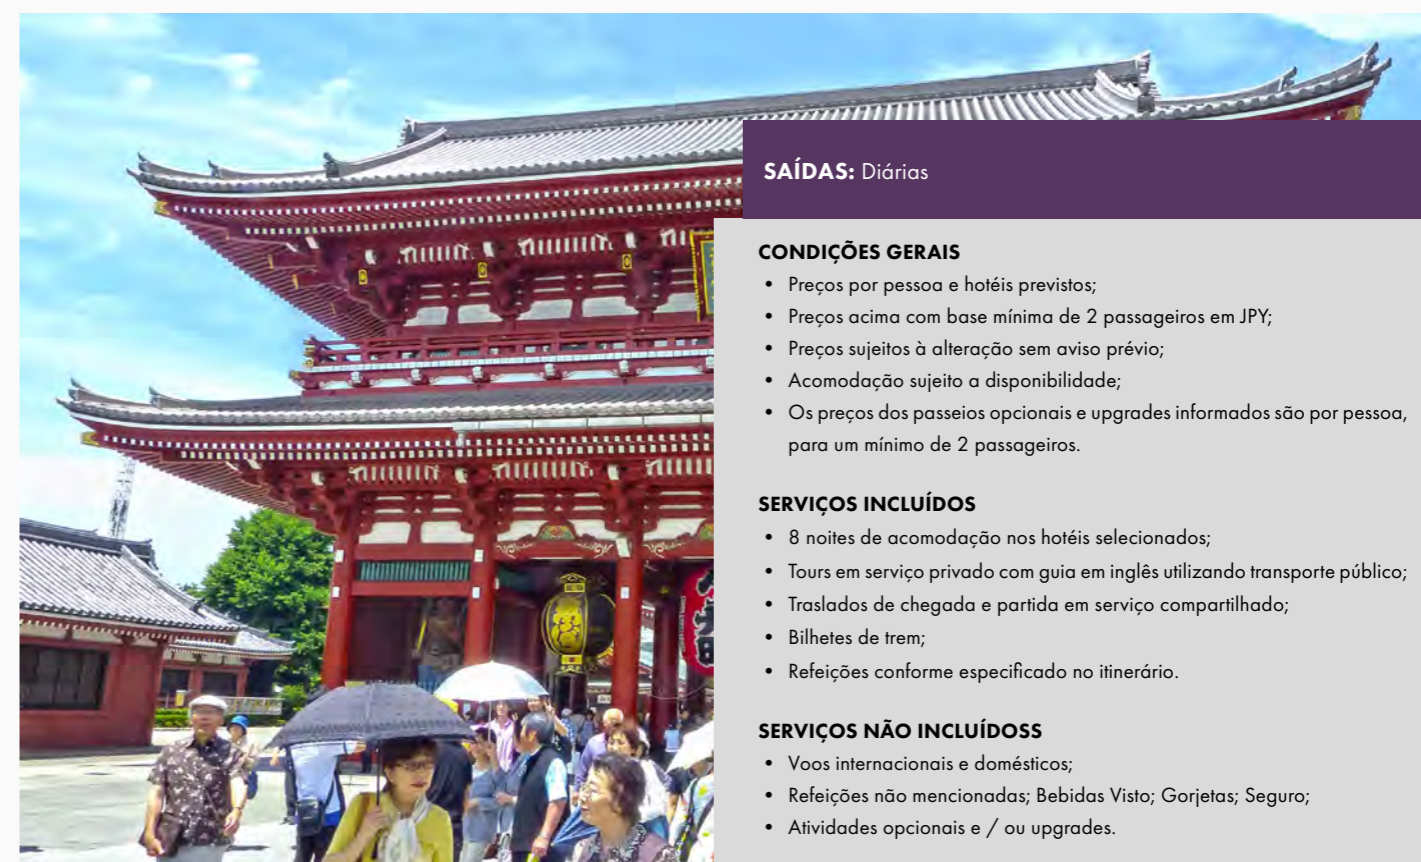 SAÍDAS: Diárias
CONDIÇÕES GERAIS
• Preços por pessoa e hotéis previstos;
• Preços acima com base mínima de 2 passageiros em JPY;
• Preços sujeitos à alteração sem aviso prévio;
• Acomodação sujeito a disponibilidade;
• Os preços dos passeios opcionais e upgrades informados são por pessoa,
para um mínimo de 2 passageiros.
SERVIÇOS INCLUÍDOS
• 8 noites de acomodação nos hotéis selecionados;
• Tours em serviço privado com guia em inglês utilizando transporte público;
• Traslados de chegada e partida em serviço compartilhado;
• Bilhetes de trem;
• Refeições conforme especificado no itinerário.
SERVIÇOS NÃO INCLUÍDOSS
• Voos internacionais e domésticos;
• Refeições não mencionadas; Bebidas Visto; Gorjetas; Seguro;
• Atividades opcionais e / ou upgrades.